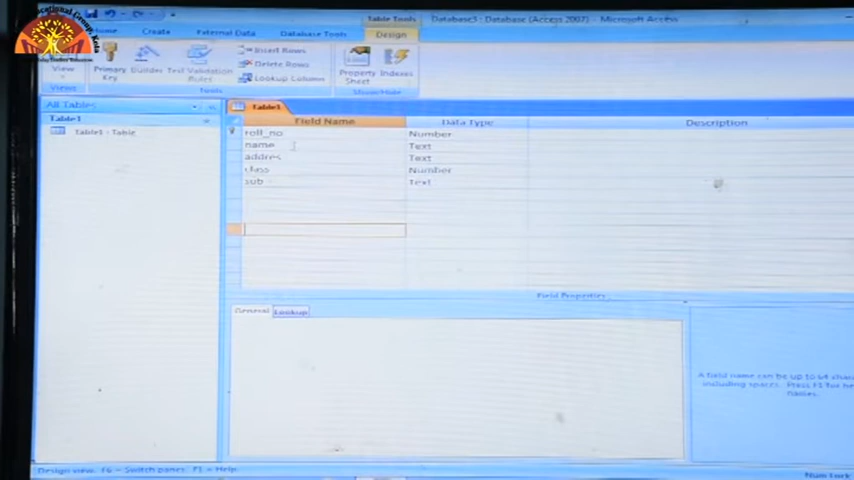 Table Tools
Database3 : Database (Access 2007) - Microsoft Access
Home Create External Data Database Tools Design
View
Primary Key
Builder
Test Validation Rules
Insert Rows
Delete Rows
Lookup Column
Property Sheet
Indexes
Views Tools Show/Hide
All Tables
Table1
Table1 : Table
Table1
Field Name Data Type Description
roll_no Number
name Text
addres Text
class Number
sub Text
Field Properties
General Lookup
A field name can be up to 64 chara
including spaces. Press F1 for he
names.
Design view. F6 = Switch panes. F1 = Help.
Num Lock